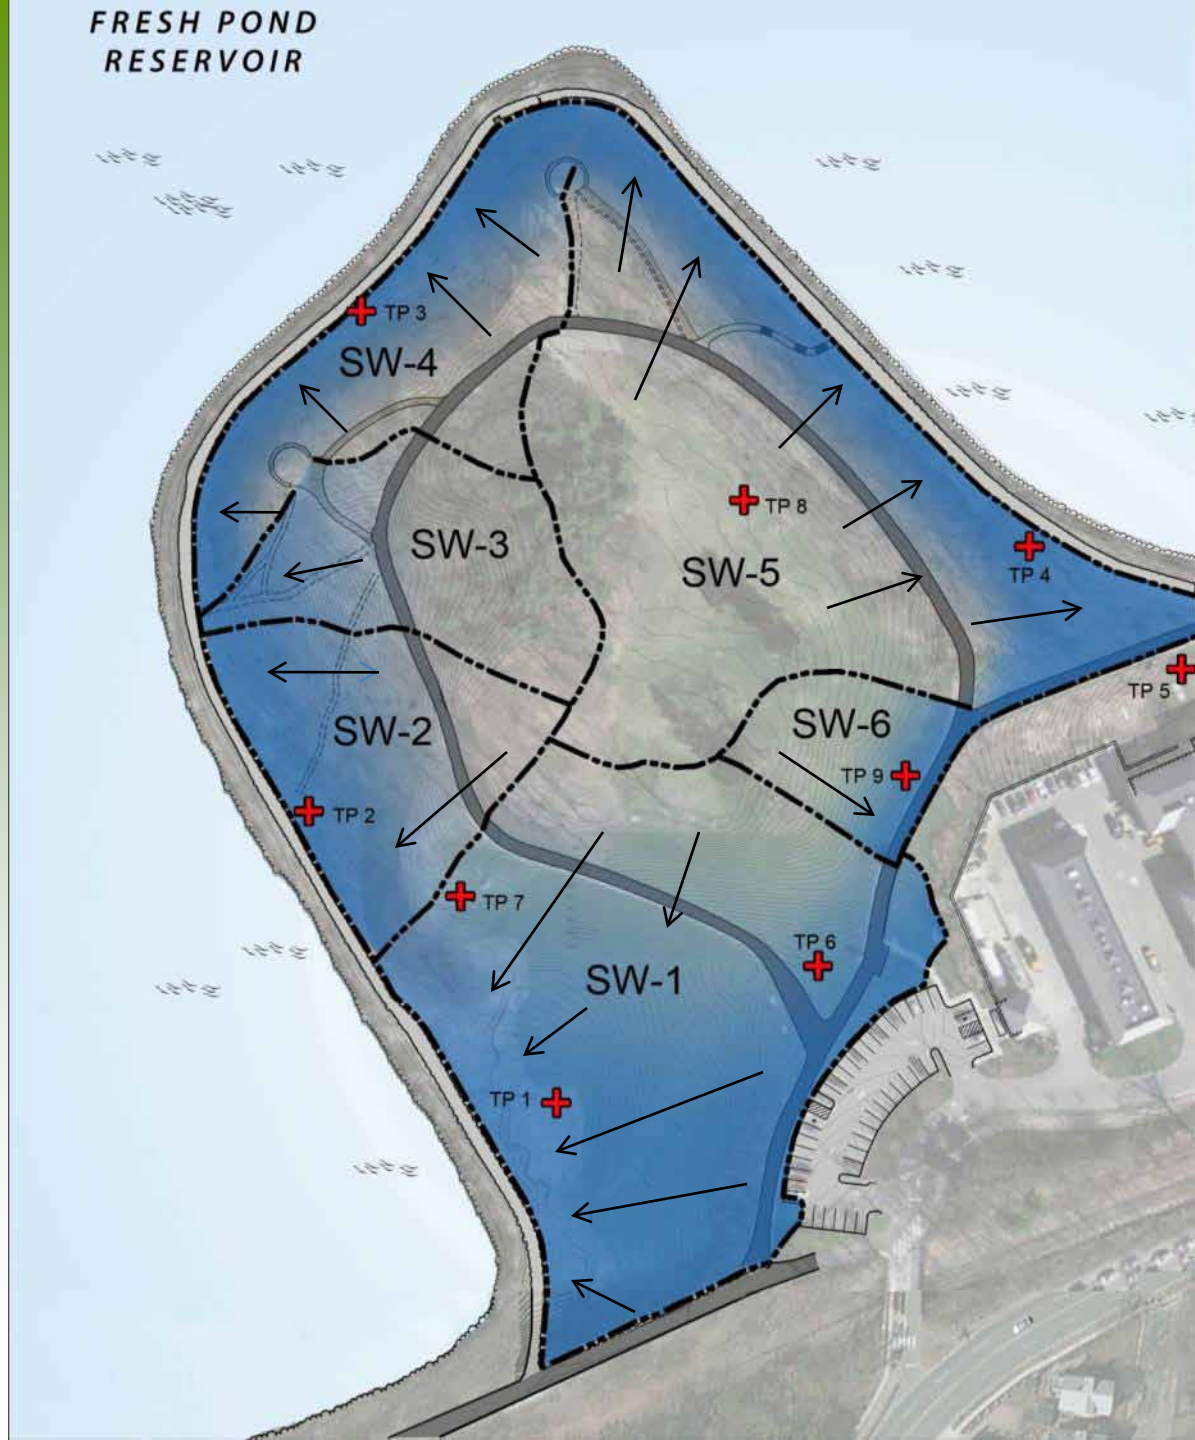 FRESH POND
RESERVOIR
TP 3
SW-4
TP 8
SW-3
SW-5
TP 4
TP 5
SW-2
SW-6
TP 9
TP 2
TP 7
TP 6
SW-1
TP 1